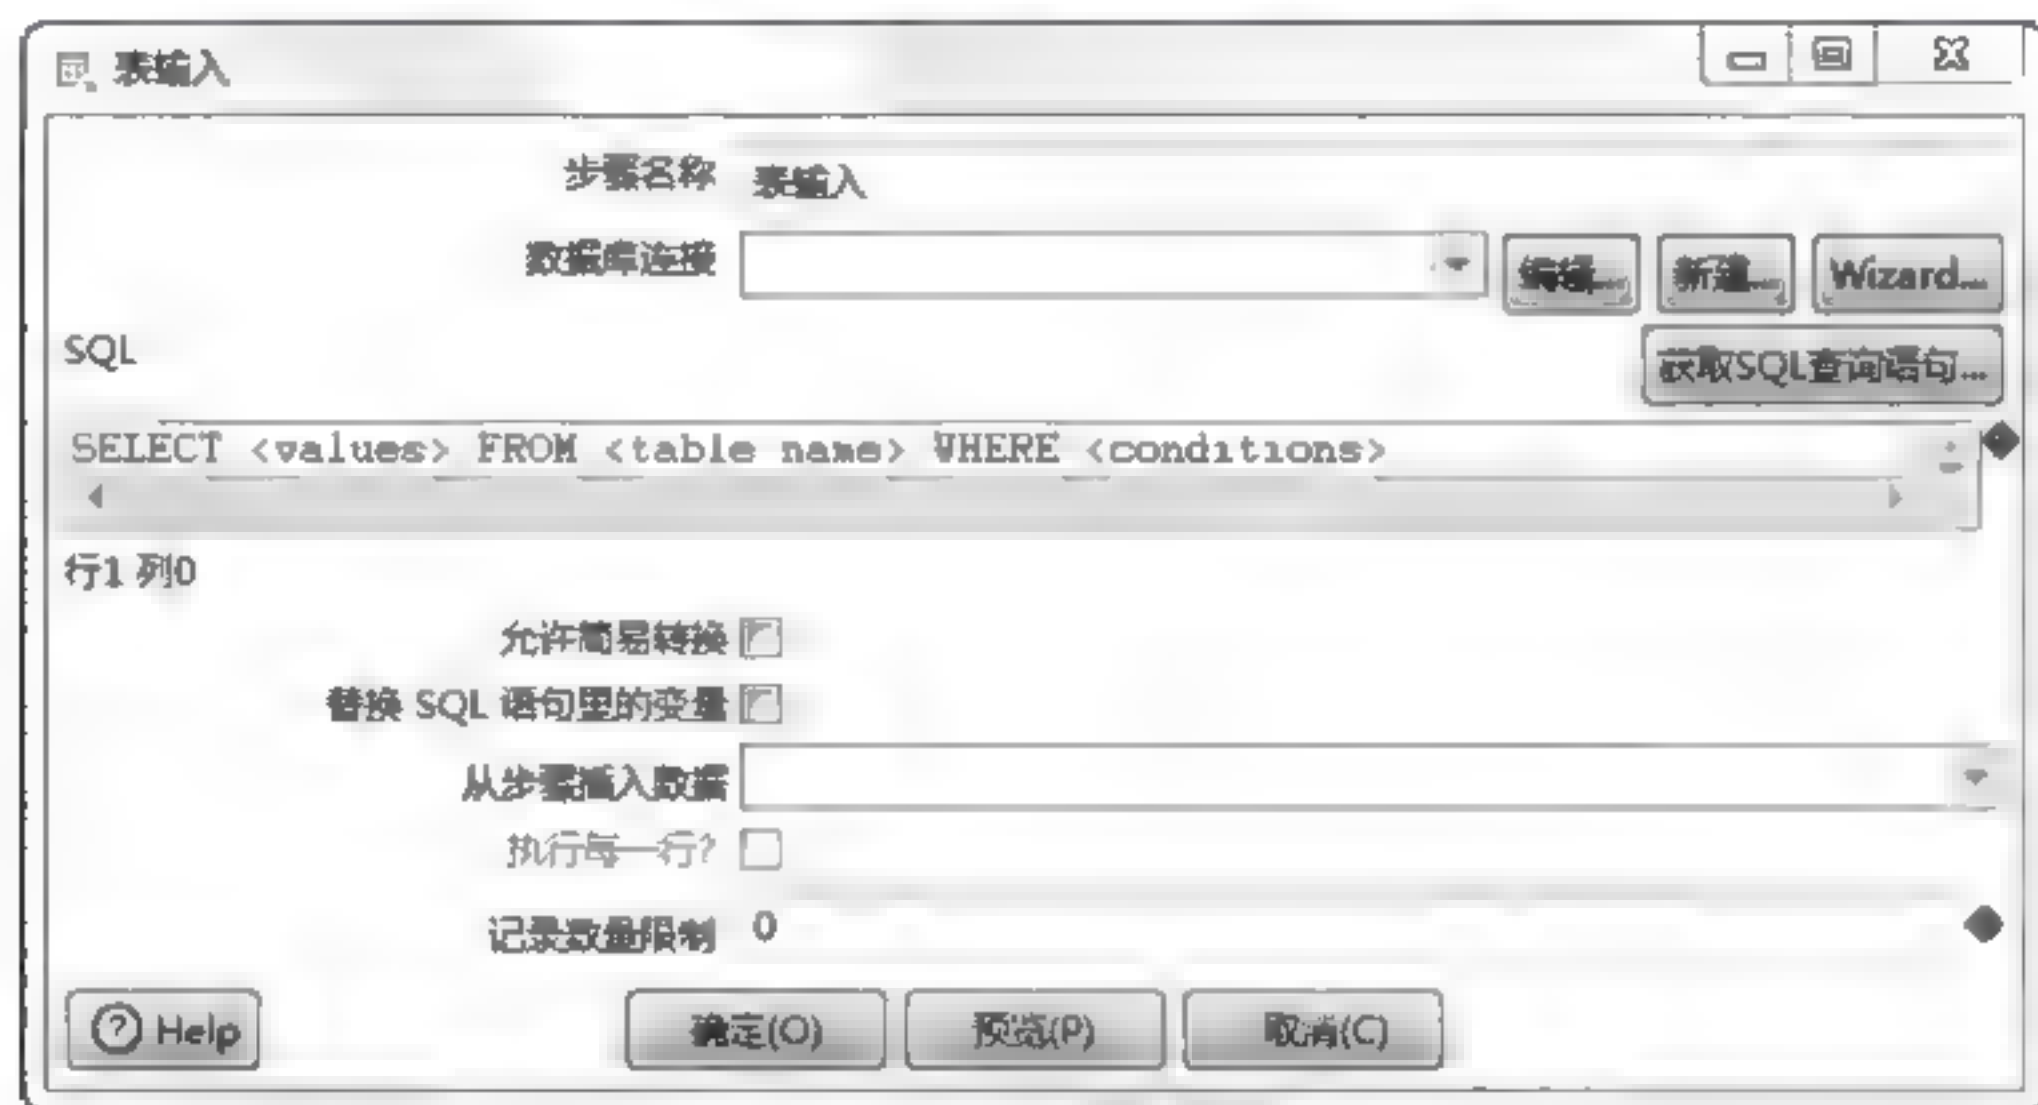 表输入
步骤名称 表输入
数据库连接 编辑... 新建... Wizard...
SQL 获取SQL查询语句...
SELECT <values> FROM <table name> WHERE <conditions>
行1 列0
允许简易转换
替换 SQL 语句里的变量
从步骤插入数据
执行每一行?
记录数量限制 0
Help 确定(O) 预览(P) 取消(C)